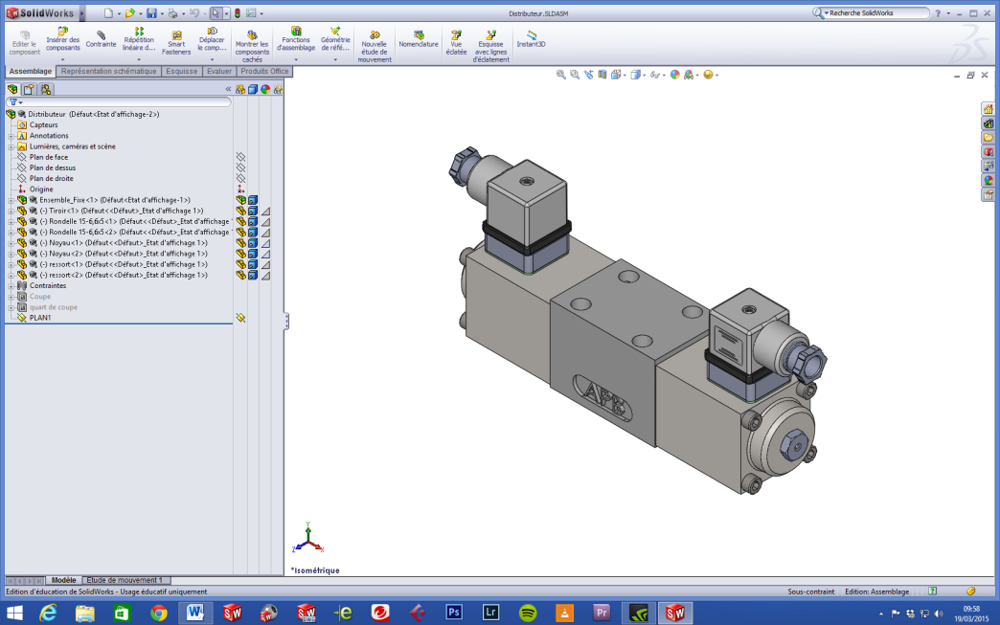 SolidWorks
Distributeur.SLDASM
Recherche SolidWorks
Editer le composant
Insérer des composants
Contrainte
Répétition linéaire d...
Smart Fasteners
Déplacer le comp...
Montrer les composants cachés
Fonctions d'assemblage
Géométrie de réfé...
Nouvelle étude de mouvement
Nomenclature
Vue éclatée
Esquisse avec lignes d'éclatement
Instant3D
Assemblage Représentation schématique Esquisse Evaluer Produits Office
Distributeur (Défaut<Etat d'affichage-2>)
Capteurs
Annotations
Lumières, caméras et scène
Plan de face
Plan de dessus
Plan de droite
Origine
Ensemble_Fixe<1> (Défaut<Etat d'affichage-1>)
(-) Tiroir<1> (Défaut<<Défaut>_Etat d'affichage 1>)
(-) Rondelle 15-6,6x5<1> (Défaut<<Défaut>_Etat d'affichage
(-) Rondelle 15-6,6x5<2> (Défaut<<Défaut>_Etat d'affichage
(-) Noyau<1> (Défaut<<Défaut>_Etat d'affichage 1>)
(-) Noyau<2> (Défaut<<Défaut>_Etat d'affichage 1>)
(-) ressort<1> (Défaut<<Défaut>_Etat d'affichage 1>)
(-) ressort<2> (Défaut<<Défaut>_Etat d'affichage 1>)
Contraintes
Coupe
quart de coupe
PLAN1
Y
Z
X
*Isométrique
Modèle Etude de mouvement 1
Edition d'éducation de SolidWorks - Usage éducatif uniquement
Sous-contraint Edition: Assemblage
09:58
19/03/2015